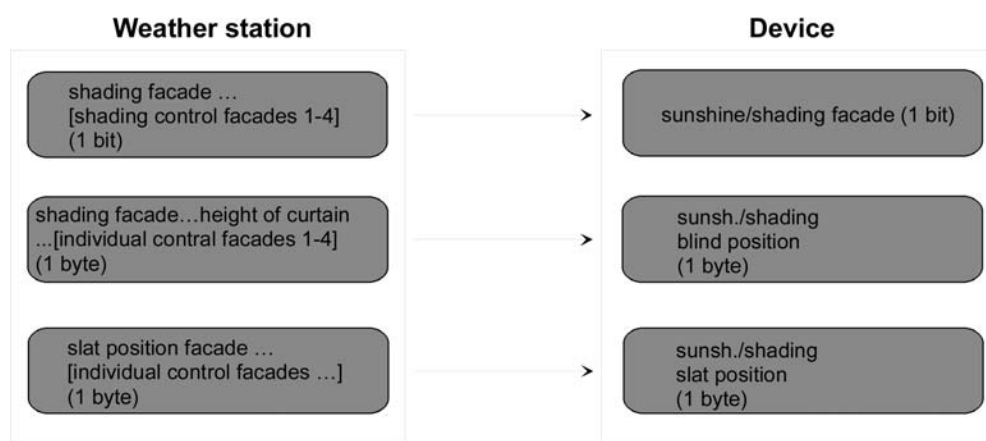 Weather station
Device
shading facade …
[shading control facades 1-4]
(1 bit)
sunshine/shading facade (1 bit)
shading facade…height of curtain
...[individual contral facades 1-4]
(1 byte)
sunsh./shading
blind position
(1 byte)
slat position facade …
[individual control facades …]
(1 byte)
sunsh./shading
slat position
(1 byte)